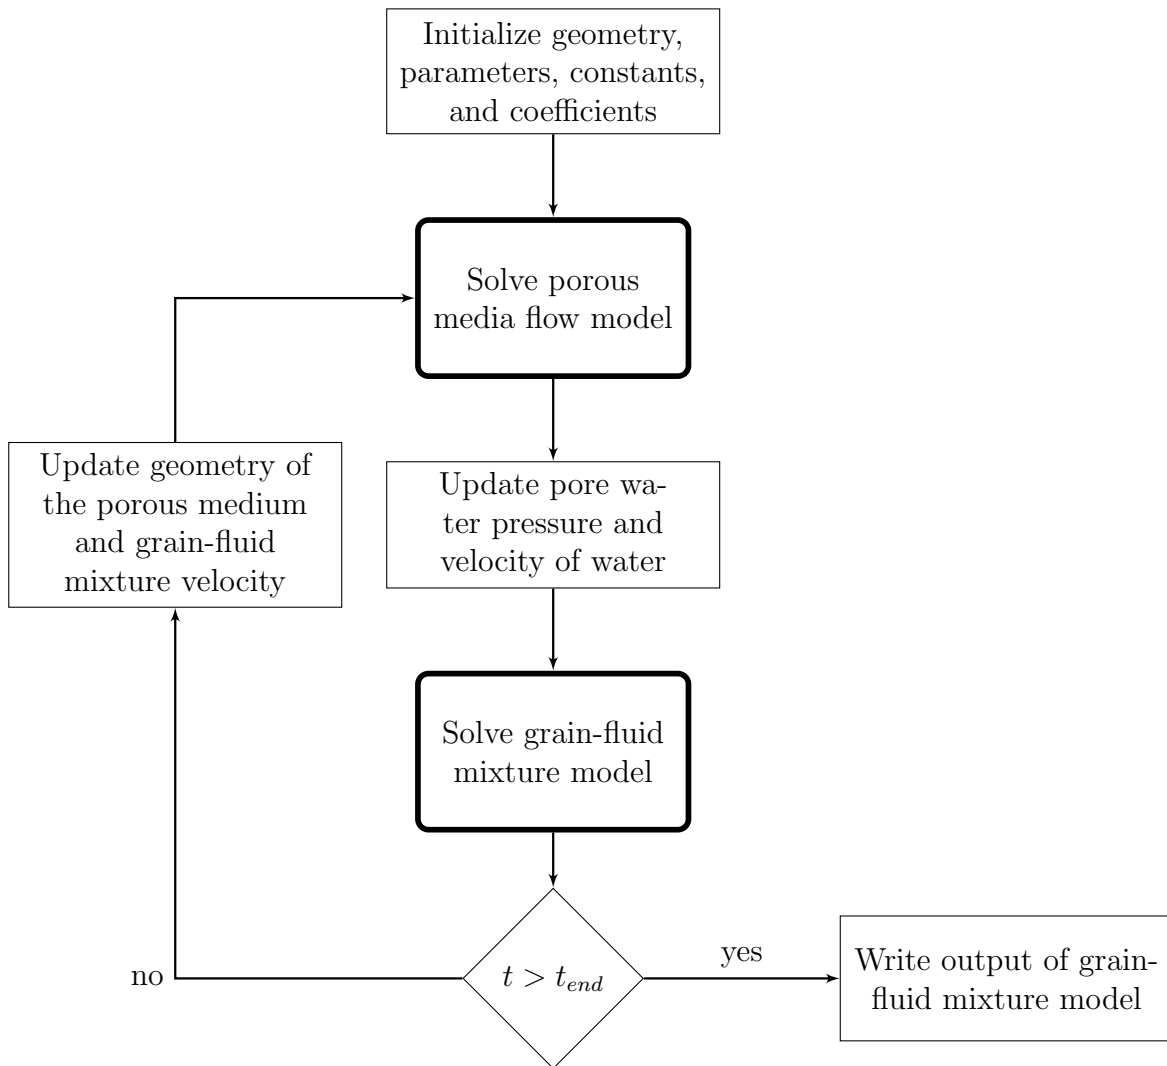 Initialize geometry,
parameters, constants,
and coefficients
Solve porous
media flow model
Update geometry of
the porous medium
and grain-fluid
mixture velocity
Update pore wa-
ter pressure and
velocity of water
Solve grain-fluid
mixture model
no
t > t_{end}
yes
Write output of grain-
fluid mixture model